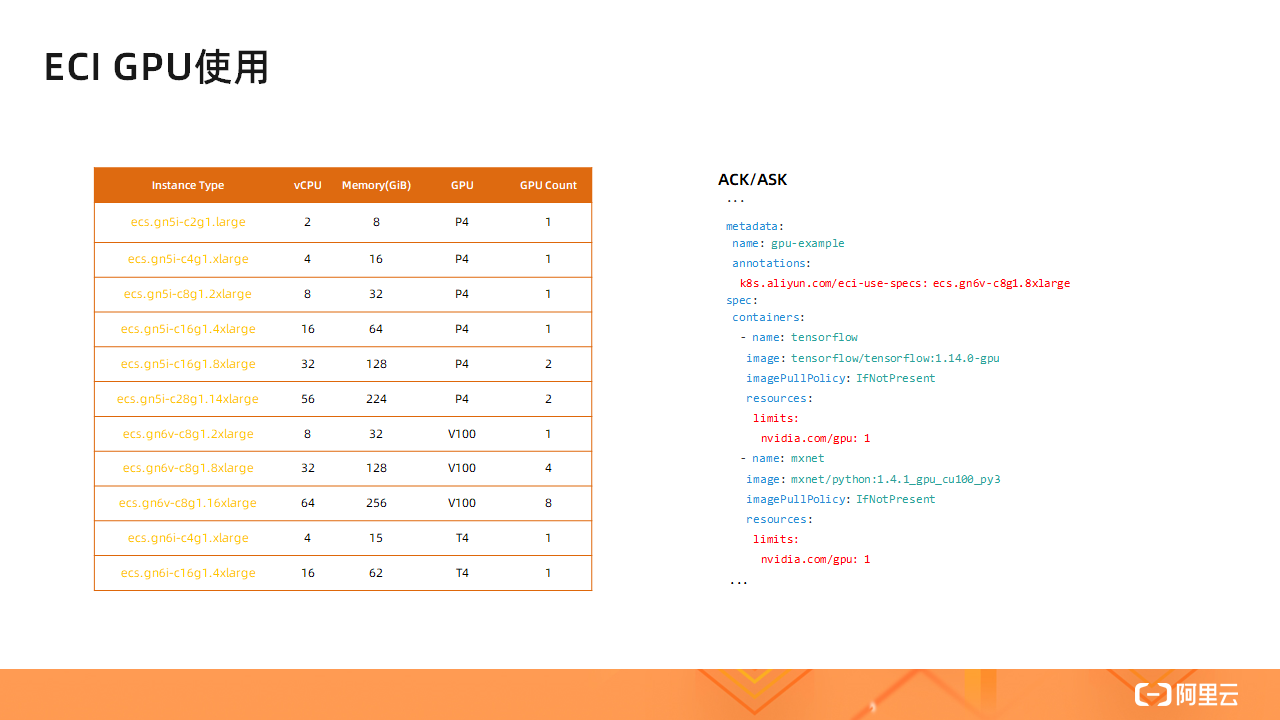 ECI GPU使用
Instance Type vCPU Memory(GiB) GPU GPU Count
ecs.gn5i-c2g1.large 2 8 P4 1
ecs.gn5i-c4g1.xlarge 4 16 P4 1
ecs.gn5i-c8g1.2xlarge 8 32 P4 1
ecs.gn5i-c16g1.4xlarge 16 64 P4 1
ecs.gn5i-c16g1.8xlarge 32 128 P4 2
ecs.gn5i-c28g1.14xlarge 56 224 P4 2
ecs.gn6v-c8g1.2xlarge 8 32 V100 1
ecs.gn6v-c8g1.8xlarge 32 128 V100 4
ecs.gn6v-c8g1.16xlarge 64 256 V100 8
ecs.gn6i-c4g1.xlarge 4 15 T4 1
ecs.gn6i-c16g1.4xlarge 16 62 T4 1
ACK/ASK
...
metadata:
name: gpu-example
annotations:
k8s.aliyun.com/eci-use-specs: ecs.gn6v-c8g1.8xlarge
spec:
containers:
- name: tensorflow
image: tensorflow/tensorflow:1.14.0-gpu
imagePullPolicy: IfNotPresent
resources:
limits:
nvidia.com/gpu: 1
- name: mxnet
image: mxnet/python:1.4.1_gpu_cu100_py3
imagePullPolicy: IfNotPresent
resources:
limits:
nvidia.com/gpu: 1
...
阿里云